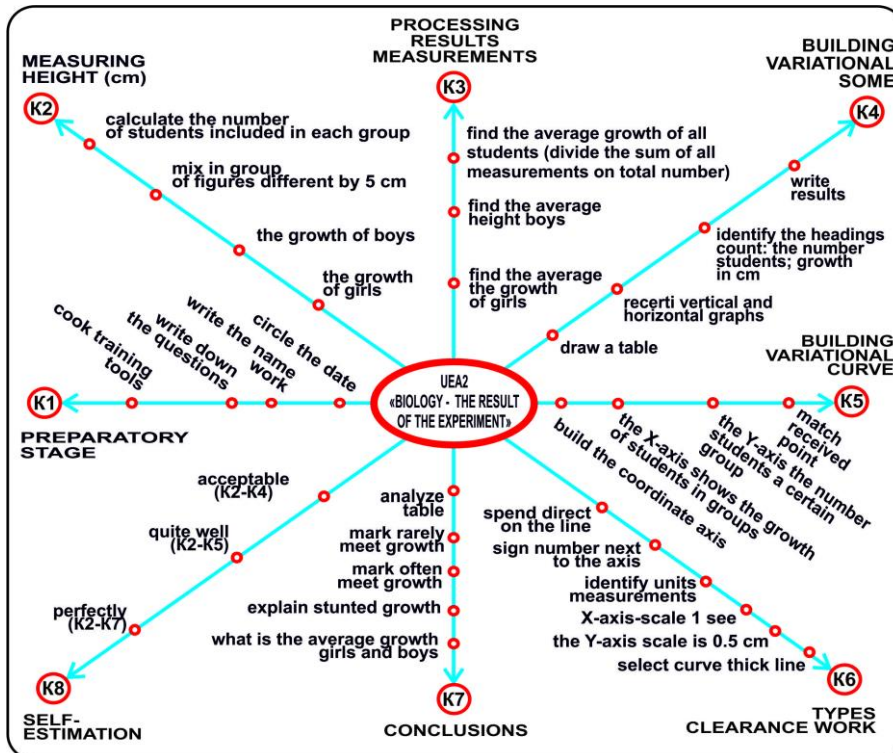 PROCESSING
RESULTS
MEASUREMENTS
K3
find the average growth of all
students (divide the sum of all
measurements on total number)
find the average
height boys
find the average
the growth
of girls
MEASURING
HEIGHT (cm)
K2
calculate the number
of students included in each group
mix in group
of figures different by 5 cm
the growth of boys
the growth
of girls
BUILDING
VARIATIONAL
SOME
K4
write
results
identify the headings
count: the number
students; growth
in cm
recerti vertical and
horizontal graphs
draw a table
K1
PREPARATORY
STAGE
cook training
tools
write down
the questions
write the name
work
circle the date
UEA2
«BIOLOGY - THE RESULT
OF THE EXPERIMENT»
BUILDING
VARIATIONAL
CURVE
K5
build the coordinate axis
the X-axis shows the growth
of students in groups
the Y-axis the number
students a certain
group
match
received
point
acceptable
(K2-K4)
quite well
(K2-K5)
perfectly
(K2-K7)
K8
SELF-
ESTIMATION
analyze
table
mark rarely
meet growth
mark often
meet growth
explain stunted growth
what is the average growth
girls and boys
K7
CONCLUSIONS
spend direct
on the line
sign number next
to the axis
identify units
measurements
X-axis-scale 1 see
the Y-axis scale is 0.5 cm
select curve thick line
K6
TYPES
CLEARANCE WORK